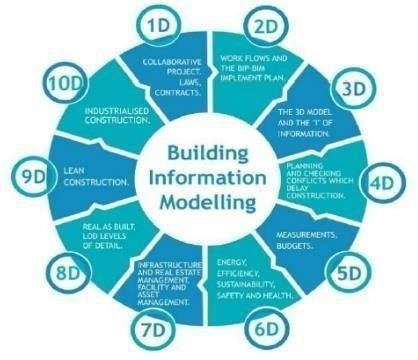 1D
COLLABORATIVE
PROJECT.
LAWS,
CONTRACTS.
2D
WORK FLOWS AND
THE BIP-BIM
IMPLEMENT PLAN.
3D
THE 3D MODEL
AND THE "I" OF
INFORMATION.
4D
PLANNING
AND CHECKING
CONFLICTS WHICH
DELAY
CONSTRUCTION.
5D
MEASUREMENTS,
BUDGETS.
6D
ENERGY,
EFFICIENCY,
SUSTAINABILITY,
SAFETY AND HEALTH.
7D
INFRASTRUCTURE
AND REAL ESTATE
MANAGEMENT,
FACILITY AND
ASSET
MANAGEMENT.
8D
REAL AS BUILT.
LOD LEVELS
OF DETAIL.
9D
LEAN
CONSTRUCTION.
10D
INDUSTRIALISED
CONSTRUCTION.
Building
Information
Modelling